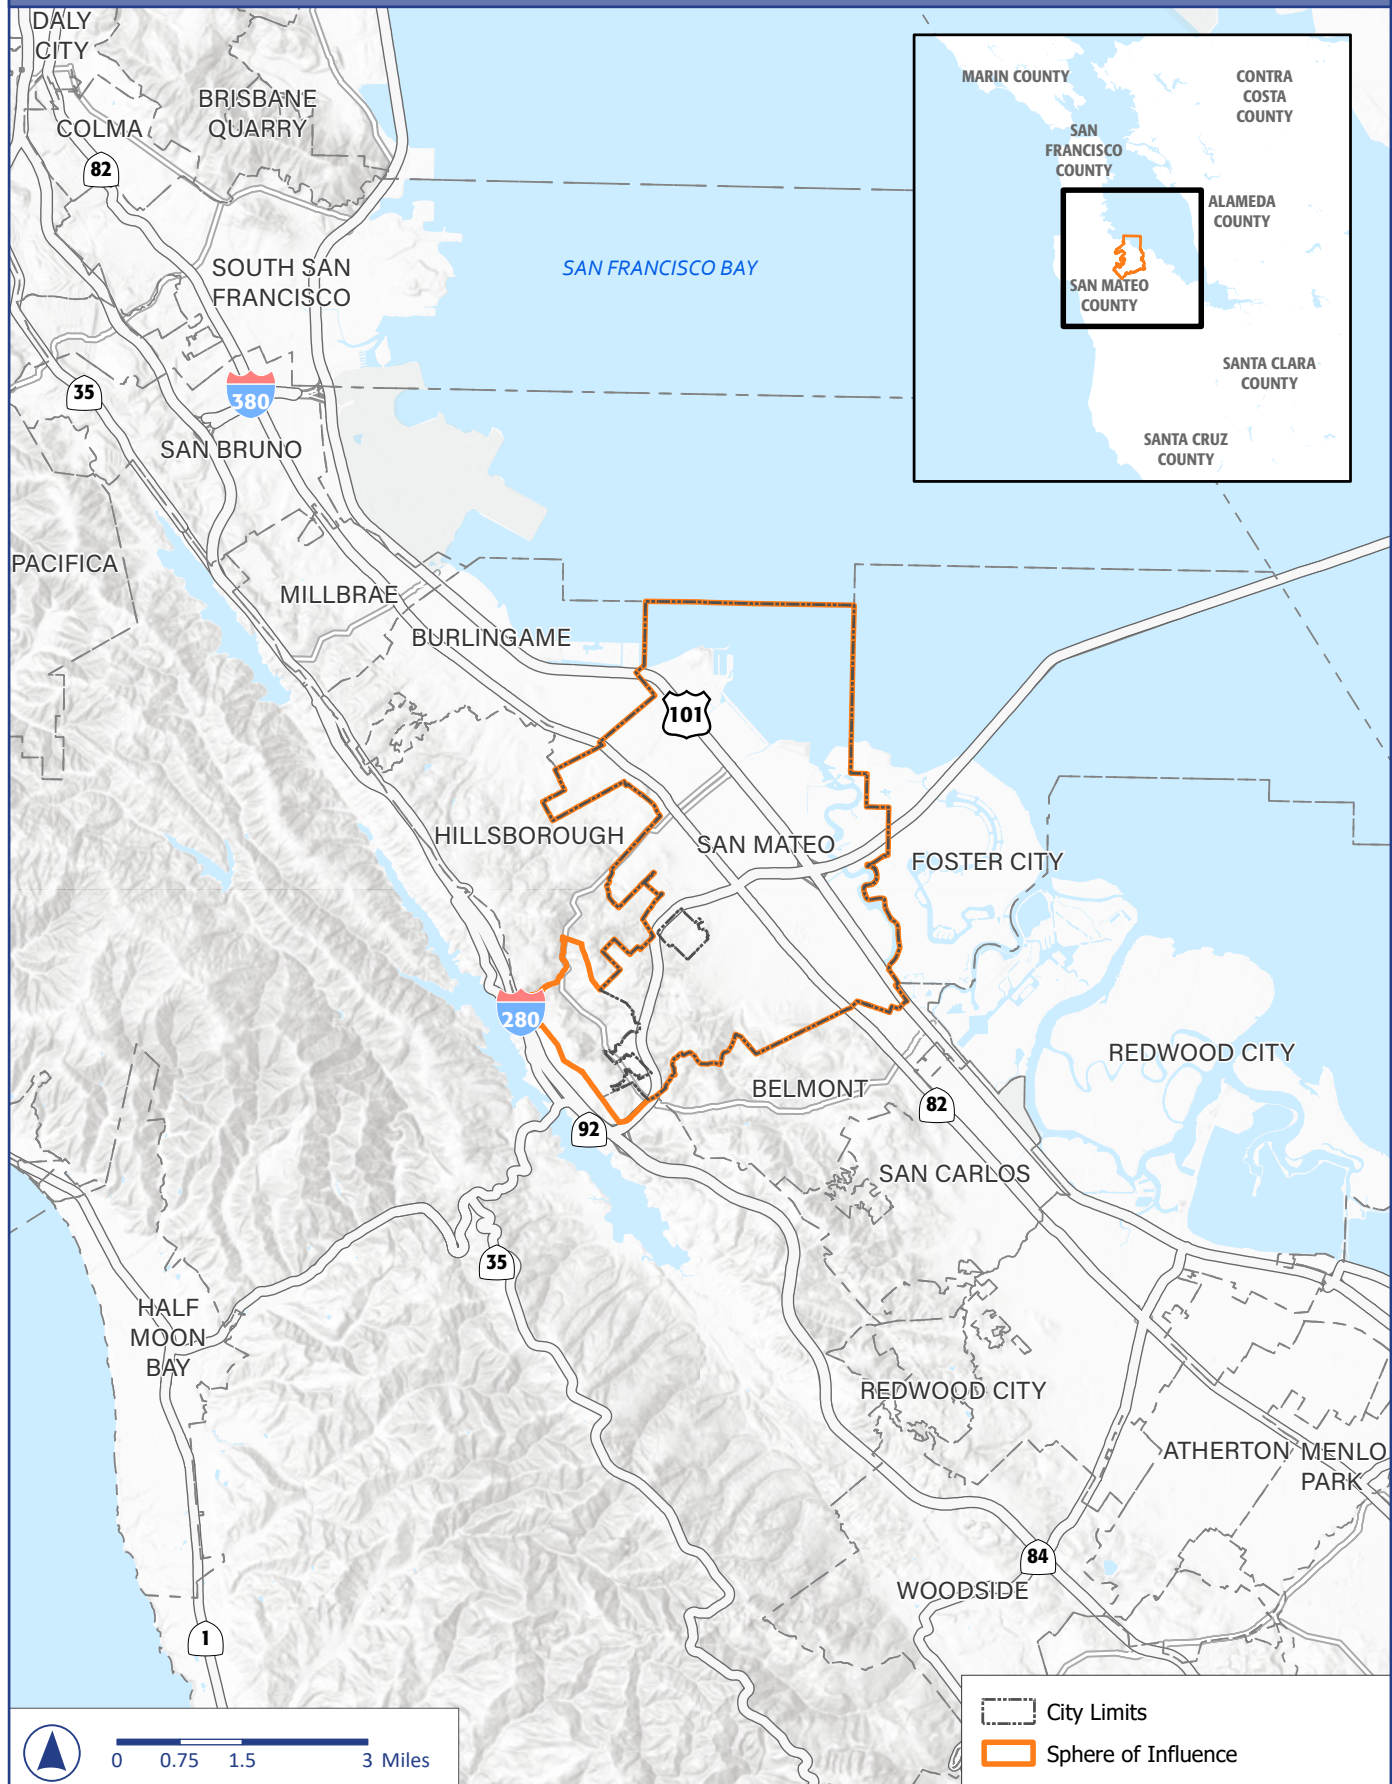 DALY
CITY
BRISBANE
QUARRY
COLMA
82
SOUTH SAN
FRANCISCO
SAN FRANCISCO BAY
MARIN COUNTY
CONTRA
COSTA
COUNTY
SAN
FRANCISCO
COUNTY
ALAMEDA
COUNTY
SAN MATEO
COUNTY
SANTA CLARA
COUNTY
SANTA CRUZ
COUNTY
35
380
SAN BRUNO
PACIFICA
MILLBRAE
BURLINGAME
101
HILLSBOROUGH
SAN MATEO
FOSTER CITY
280
REDWOOD CITY
BELMONT
82
92
SAN CARLOS
35
HALF
MOON
BAY
REDWOOD CITY
ATHERTON
MENLO
PARK
84
WOODSIDE
1
0 0.75 1.5 3 Miles
City Limits
Sphere of Influence